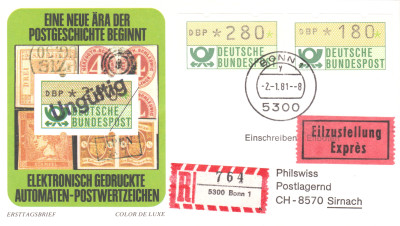 EINE NEUE ÄRA DER
POSTGESCHICHTE BEGINNT
DBP
Ungültig
DEUTSCHE
BUNDESPOST
ELEKTRONISCH GEDRUCKTE
AUTOMATEN-POSTWERTZEICHEN
ERSTTAGSBRIEF COLOR DE LUXE
DBP * 280 *
DEUTSCHE
BUNDESPOST
DBP * 180 *
DEUTSCHE
BUNDESPOST
BONN
-2.-1.81-8
5300
Einschreiben
Eilzustellung
Exprès
R
764
5300 Bonn 1
Philswiss
Postlagernd
CH-8570 Sirnach